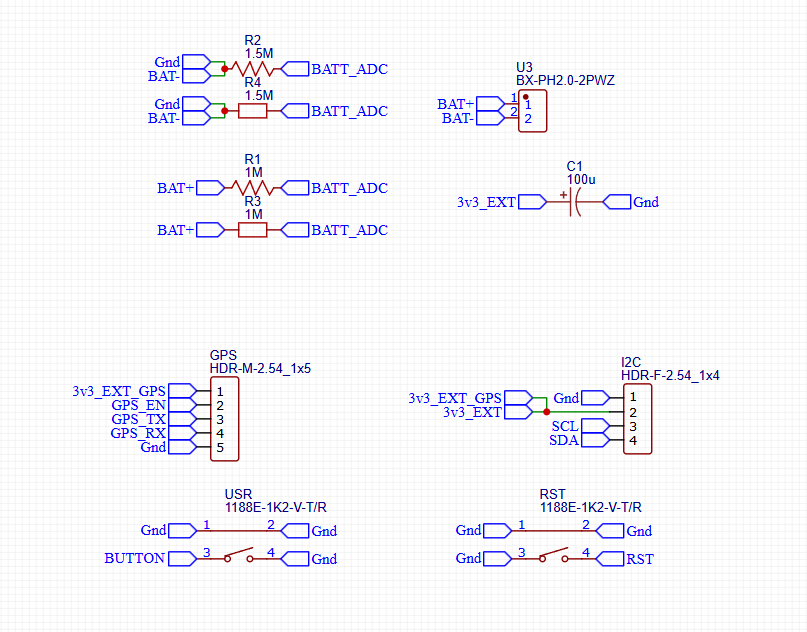 R2
1.5M
Gnd
BAT-
BATT_ADC
R4
1.5M
Gnd
BAT-
BATT_ADC
U3
BX-PH2.0-2PWZ
BAT+ 1 1
BAT- 2 2
R1
1M
BAT+ BATT_ADC
R3
1M
BAT+ BATT_ADC
C1
100u
3v3_EXT + Gnd
GPS
HDR-M-2.54_1x5
3v3_EXT_GPS 1
GPS_EN 2
GPS_TX 3
GPS_RX 4
Gnd 5
I2C
HDR-F-2.54_1x4
3v3_EXT_GPS Gnd 1
3v3_EXT 2
SCL 3
SDA 4
USR
1188E-1K2-V-T/R
Gnd 1 2 Gnd
BUTTON 3 4 Gnd
RST
1188E-1K2-V-T/R
Gnd 1 2 Gnd
Gnd 3 4 RST